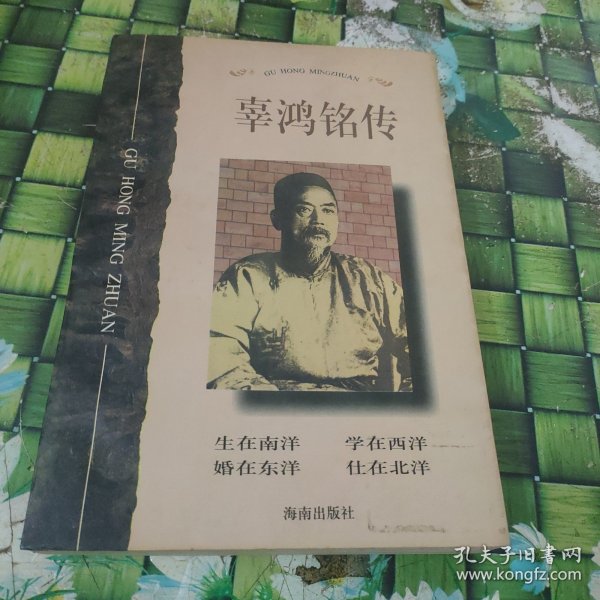 GU HONG MINGZHUAN
辜鸿铭传
GU HONG MING ZHUAN
生在南洋 学在西洋
婚在东洋 仕在北洋
海南出版社
孔夫子旧书网
www.kongfz.com